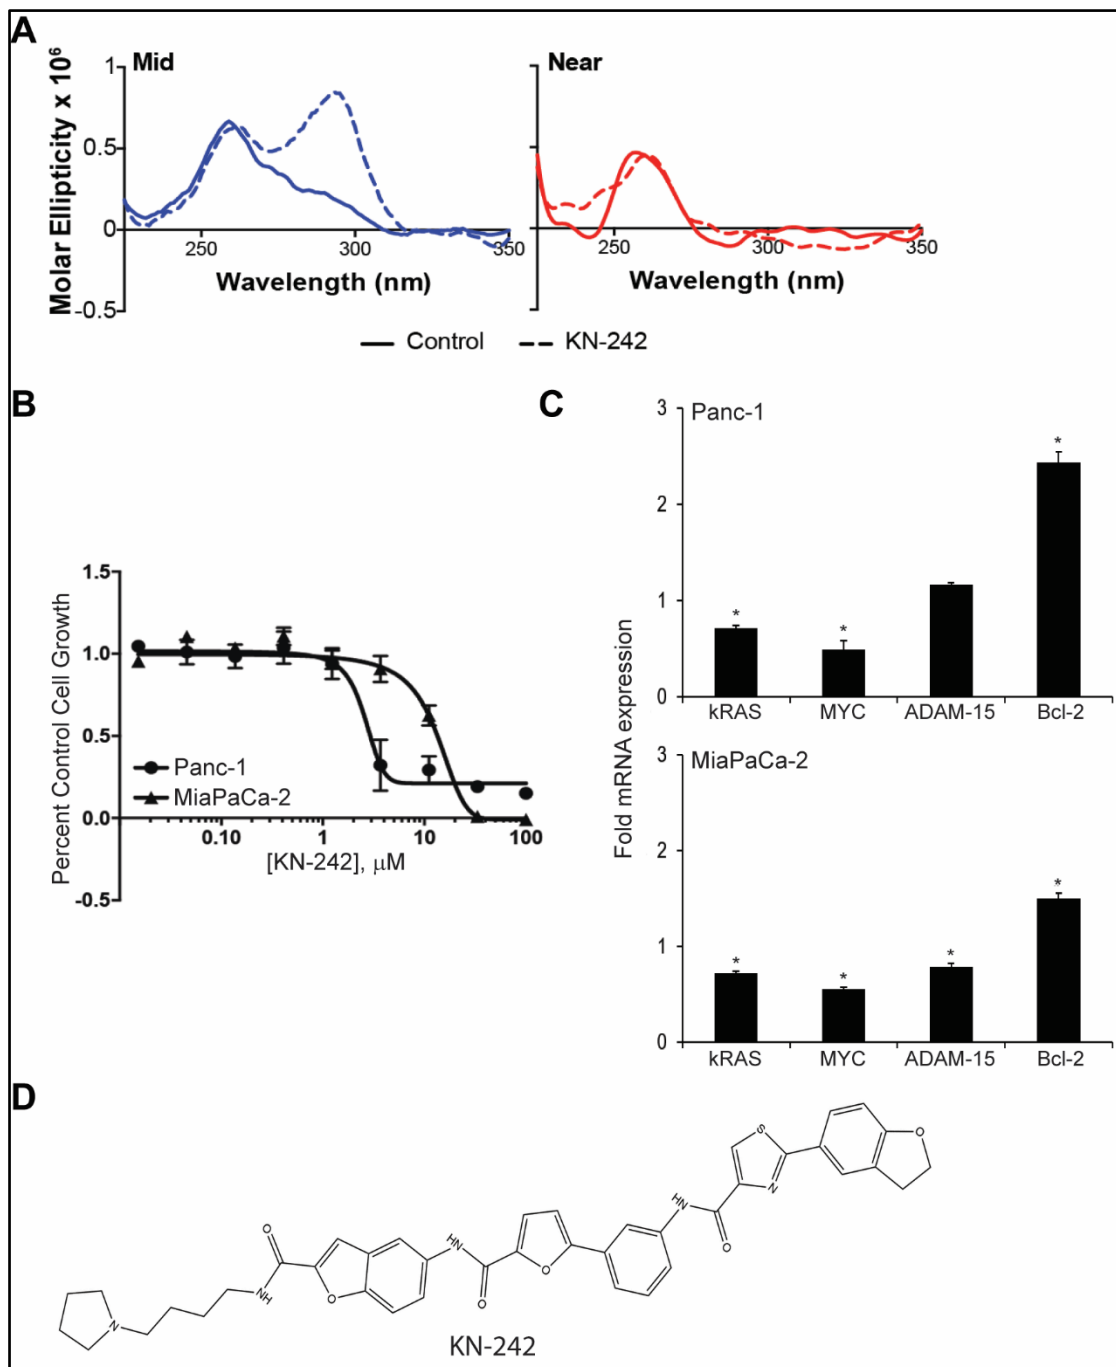 A
Mid
Near
Molar Ellipticity x 10⁶
1
0.5
0
-0.5
250
300
350
250
300
350
Wavelength (nm)
Wavelength (nm)
Control
KN-242
B
Percent Control Cell Growth
1.5
1.0
0.5
0.0
-0.5
Panc-1
MiaPaCa-2
0.10
1
10
100
[KN-242], μM
C
Fold mRNA expression
Panc-1
3
2
1
0
*
*
*
kRAS
MYC
ADAM-15
Bcl-2
MiaPaCa-2
3
2
1
0
*
*
*
*
kRAS
MYC
ADAM-15
Bcl-2
D
N
O
NH
O
HN
O
O
HN
O
S
N
O
KN-242